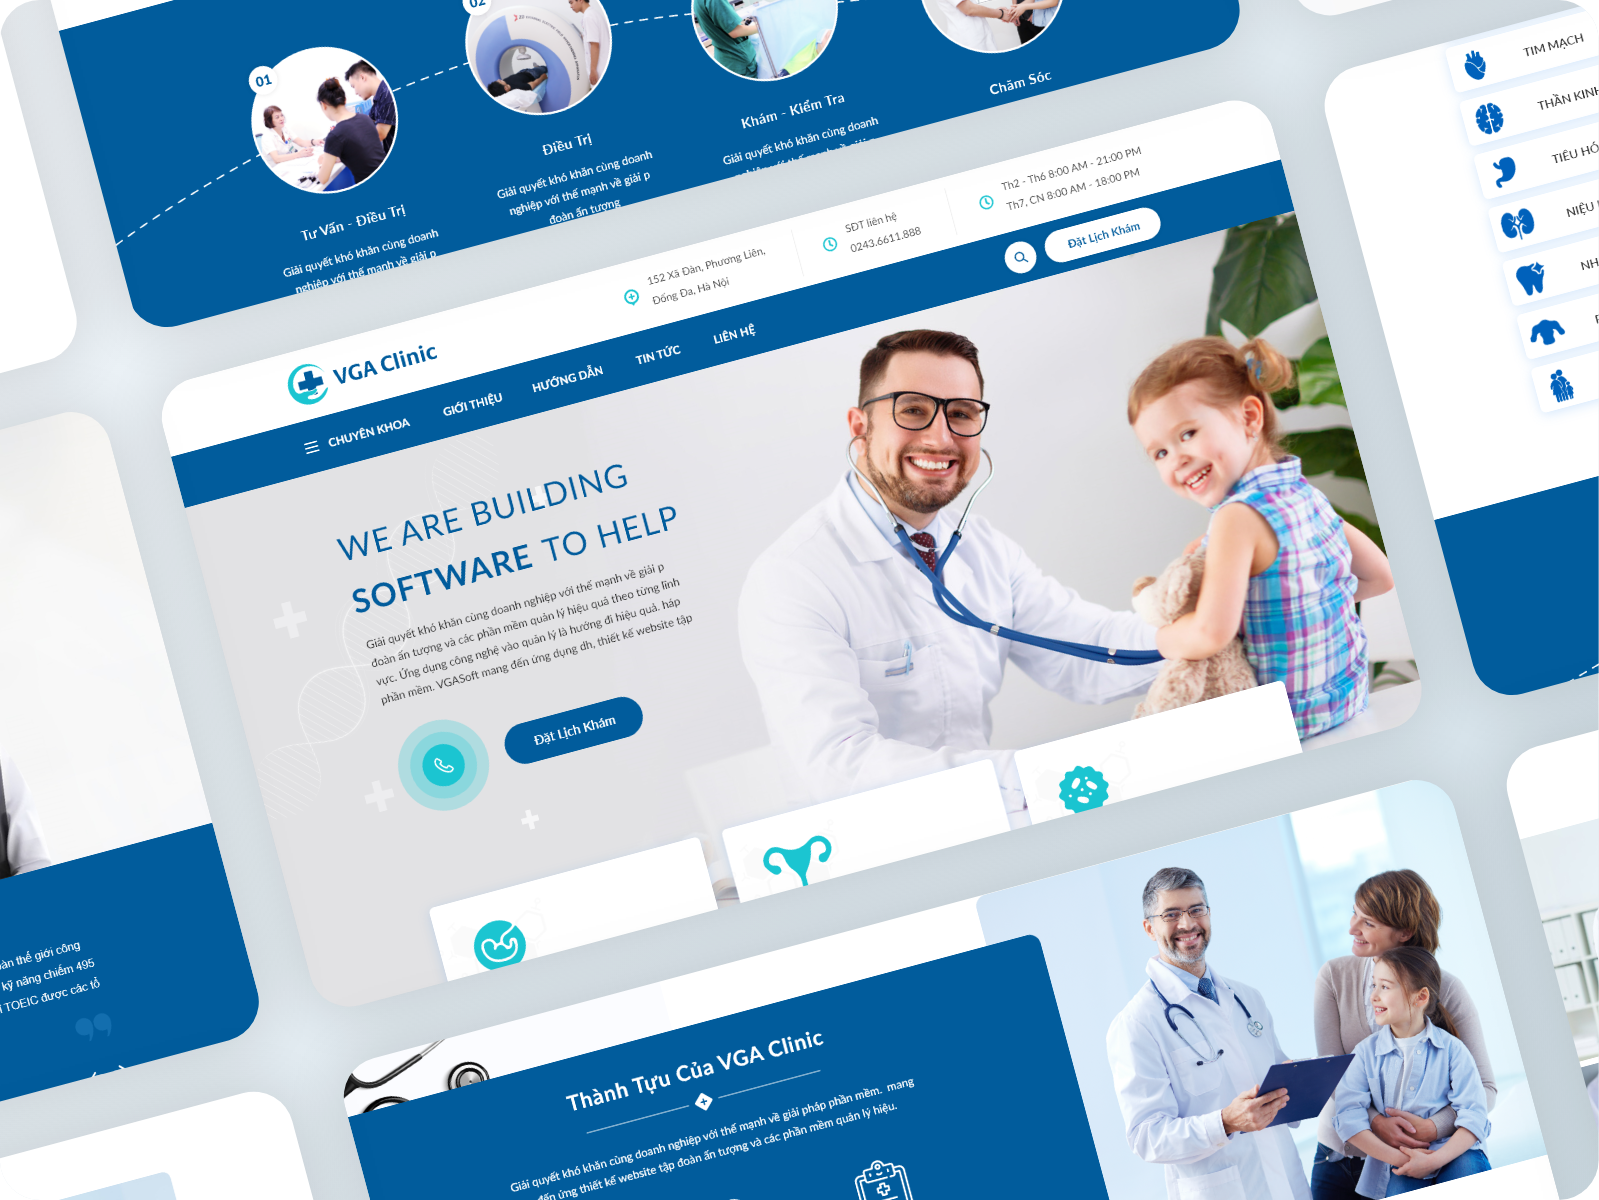 01
Tư Vấn - Điều Trị
Giải quyết khó khăn cùng doanh
nghiệp với thế mạnh về giải p
02
Điều Trị
Giải quyết khó khăn cùng doanh
nghiệp với thế mạnh về giải p
đoàn ấn tượng
Khám - Kiểm Tra
Giải quyết khó khăn cùng doanh
nghiệp với thế mạnh về giải p
Chăm Sóc
TIM MẠCH
THẦN KINH
TIÊU HÓ
NIỆU
NH
VGA Clinic
152 Xã Đàn, Phương Liên,
Đống Đa, Hà Nội
SĐT liên hệ
0243.6611.888
Th2 - Th6 8:00 AM - 21:00 PM
Th7, CN 8:00 AM - 18:00 PM
CHUYÊN KHOA
GIỚI THIỆU
HƯỚNG DẪN
TIN TỨC
LIÊN HỆ
Đặt Lịch Khám
WE ARE BUILDING
SOFTWARE TO HELP
Giải quyết khó khăn cùng doanh nghiệp với thế mạnh về giải p
đoàn ấn tượng và các phần mềm quản lý hiệu quả theo từng lĩnh
vực. Ứng dụng công nghệ vào quản lý là hướng đi hiệu quả. háp
phần mềm. VGASoft mang đến ứng dụng dh, thiết kế website tập
Đặt Lịch Khám
àn thế giới công
kỹ năng chiếm 495
TOEIC được các tổ
Thành Tựu Của VGA Clinic
Giải quyết khó khăn cùng doanh nghiệp với thế mạnh về giải pháp phần mềm. mang
đến ứng thiết kế website tập đoàn ấn tượng và các phần mềm quản lý hiệu.